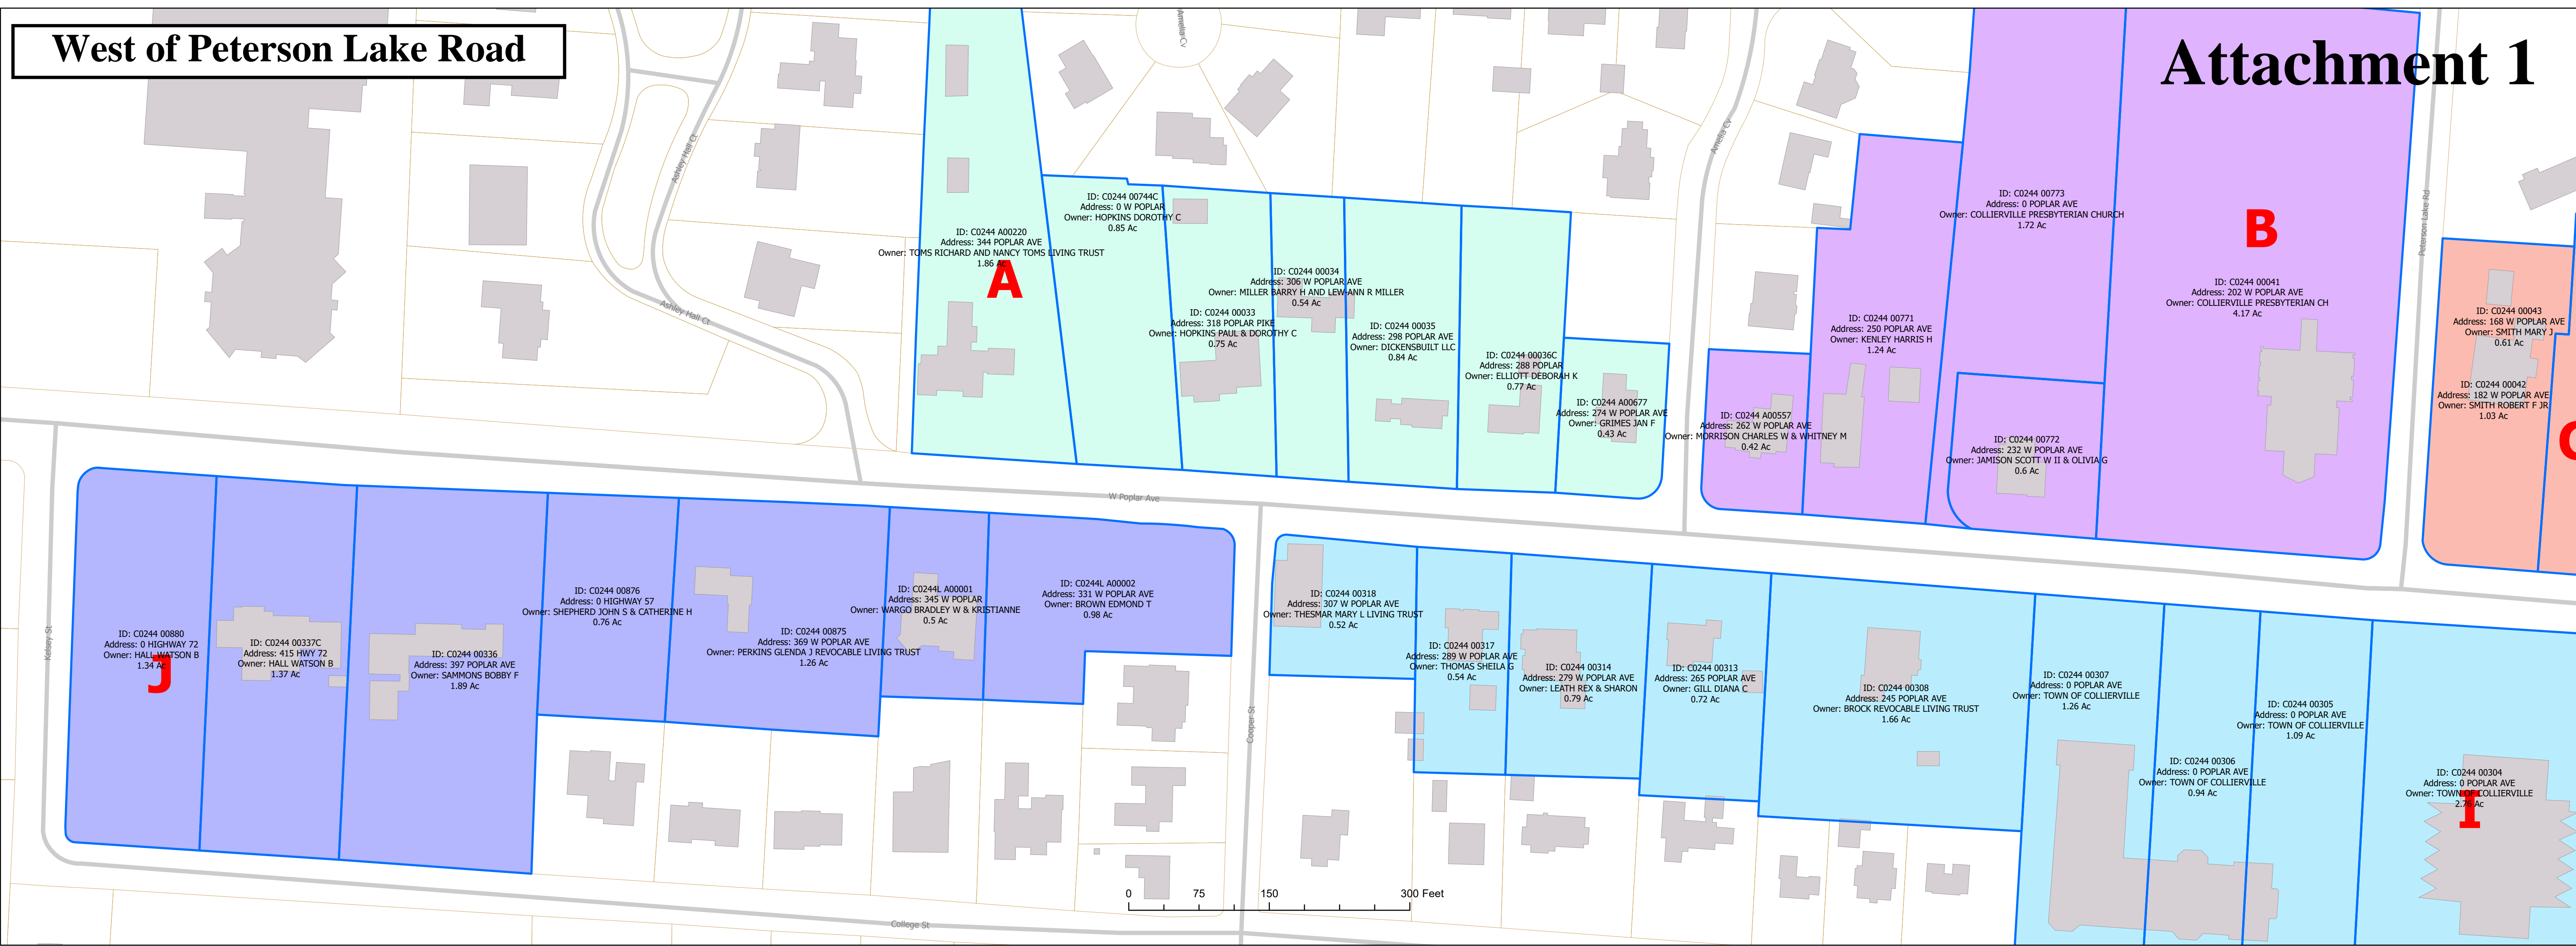 West of Peterson Lake Road
Attachment 1
Amelia Cv
Ashley Hall Ct
Ashley Hall Ct
Amelia Cv
Peterson Lake Rd
ID: C0244 A00220
Address: 344 POPLAR AVE
Owner: TOMS RICHARD AND NANCY TOMS LIVING TRUST
1.86 Ac
A
ID: C0244 00744C
Address: 0 W POPLAR
Owner: HOPKINS DOROTHY C
0.85 Ac
ID: C0244 00033
Address: 318 POPLAR PIKE
Owner: HOPKINS PAUL & DOROTHY C
0.75 Ac
ID: C0244 00034
Address: 306 W POPLAR AVE
Owner: MILLER BARRY H AND LEW-ANN R MILLER
0.54 Ac
ID: C0244 00035
Address: 298 POPLAR AVE
Owner: DICKENSBUILT LLC
0.84 Ac
ID: C0244 00036C
Address: 288 POPLAR
Owner: ELLIOTT DEBORAH K
0.77 Ac
ID: C0244 A00677
Address: 274 W POPLAR AVE
Owner: GRIMES JAN F
0.43 Ac
ID: C0244 A00557
Address: 262 W POPLAR AVE
Owner: MORRISON CHARLES W & WHITNEY M
0.42 Ac
ID: C0244 00771
Address: 250 POPLAR AVE
Owner: KENLEY HARRIS H
1.24 Ac
ID: C0244 00773
Address: 0 POPLAR AVE
Owner: COLLIERVILLE PRESBYTERIAN CHURCH
1.72 Ac
ID: C0244 00772
Address: 232 W POPLAR AVE
Owner: JAMISON SCOTT W II & OLIVIA G
0.6 Ac
B
ID: C0244 00041
Address: 202 W POPLAR AVE
Owner: COLLIERVILLE PRESBYTERIAN CH
4.17 Ac
ID: C0244 00043
Address: 168 W POPLAR AVE
Owner: SMITH MARY J
0.61 Ac
ID: C0244 00042
Address: 182 W POPLAR AVE
Owner: SMITH ROBERT F JR
1.03 Ac
W Poplar Ave
Kelsey St
ID: C0244 00880
Address: 0 HIGHWAY 72
Owner: HALL WATSON B
1.34 Ac
J
ID: C0244 00337C
Address: 415 HWY 72
Owner: HALL WATSON B
1.37 Ac
ID: C0244 00336
Address: 397 POPLAR AVE
Owner: SAMMONS BOBBY F
1.89 Ac
ID: C0244 00876
Address: 0 HIGHWAY 57
Owner: SHEPHERD JOHN S & CATHERINE H
0.76 Ac
ID: C0244 00875
Address: 369 W POPLAR AVE
Owner: PERKINS GLENDA J REVOCABLE LIVING TRUST
1.26 Ac
ID: C0244L A00001
Address: 345 W POPLAR
Owner: WARGO BRADLEY W & KRISTIANNE
0.5 Ac
ID: C0244L A00002
Address: 331 W POPLAR AVE
Owner: BROWN EDMOND T
0.98 Ac
Cooper St
ID: C0244 00318
Address: 307 W POPLAR AVE
Owner: THESMAR MARY L LIVING TRUST
0.52 Ac
ID: C0244 00317
Address: 289 W POPLAR AVE
Owner: THOMAS SHEILA G
0.54 Ac
ID: C0244 00314
Address: 279 W POPLAR AVE
Owner: LEATH REX & SHARON
0.79 Ac
ID: C0244 00313
Address: 265 POPLAR AVE
Owner: GILL DIANA C
0.72 Ac
ID: C0244 00308
Address: 245 POPLAR AVE
Owner: BROCK REVOCABLE LIVING TRUST
1.66 Ac
ID: C0244 00307
Address: 0 POPLAR AVE
Owner: TOWN OF COLLIERVILLE
1.26 Ac
ID: C0244 00306
Address: 0 POPLAR AVE
Owner: TOWN OF COLLIERVILLE
0.94 Ac
ID: C0244 00305
Address: 0 POPLAR AVE
Owner: TOWN OF COLLIERVILLE
1.09 Ac
ID: C0244 00304
Address: 0 POPLAR AVE
Owner: TOWN OF COLLIERVILLE
2.76 Ac
I
0 75 150 300 Feet
College St